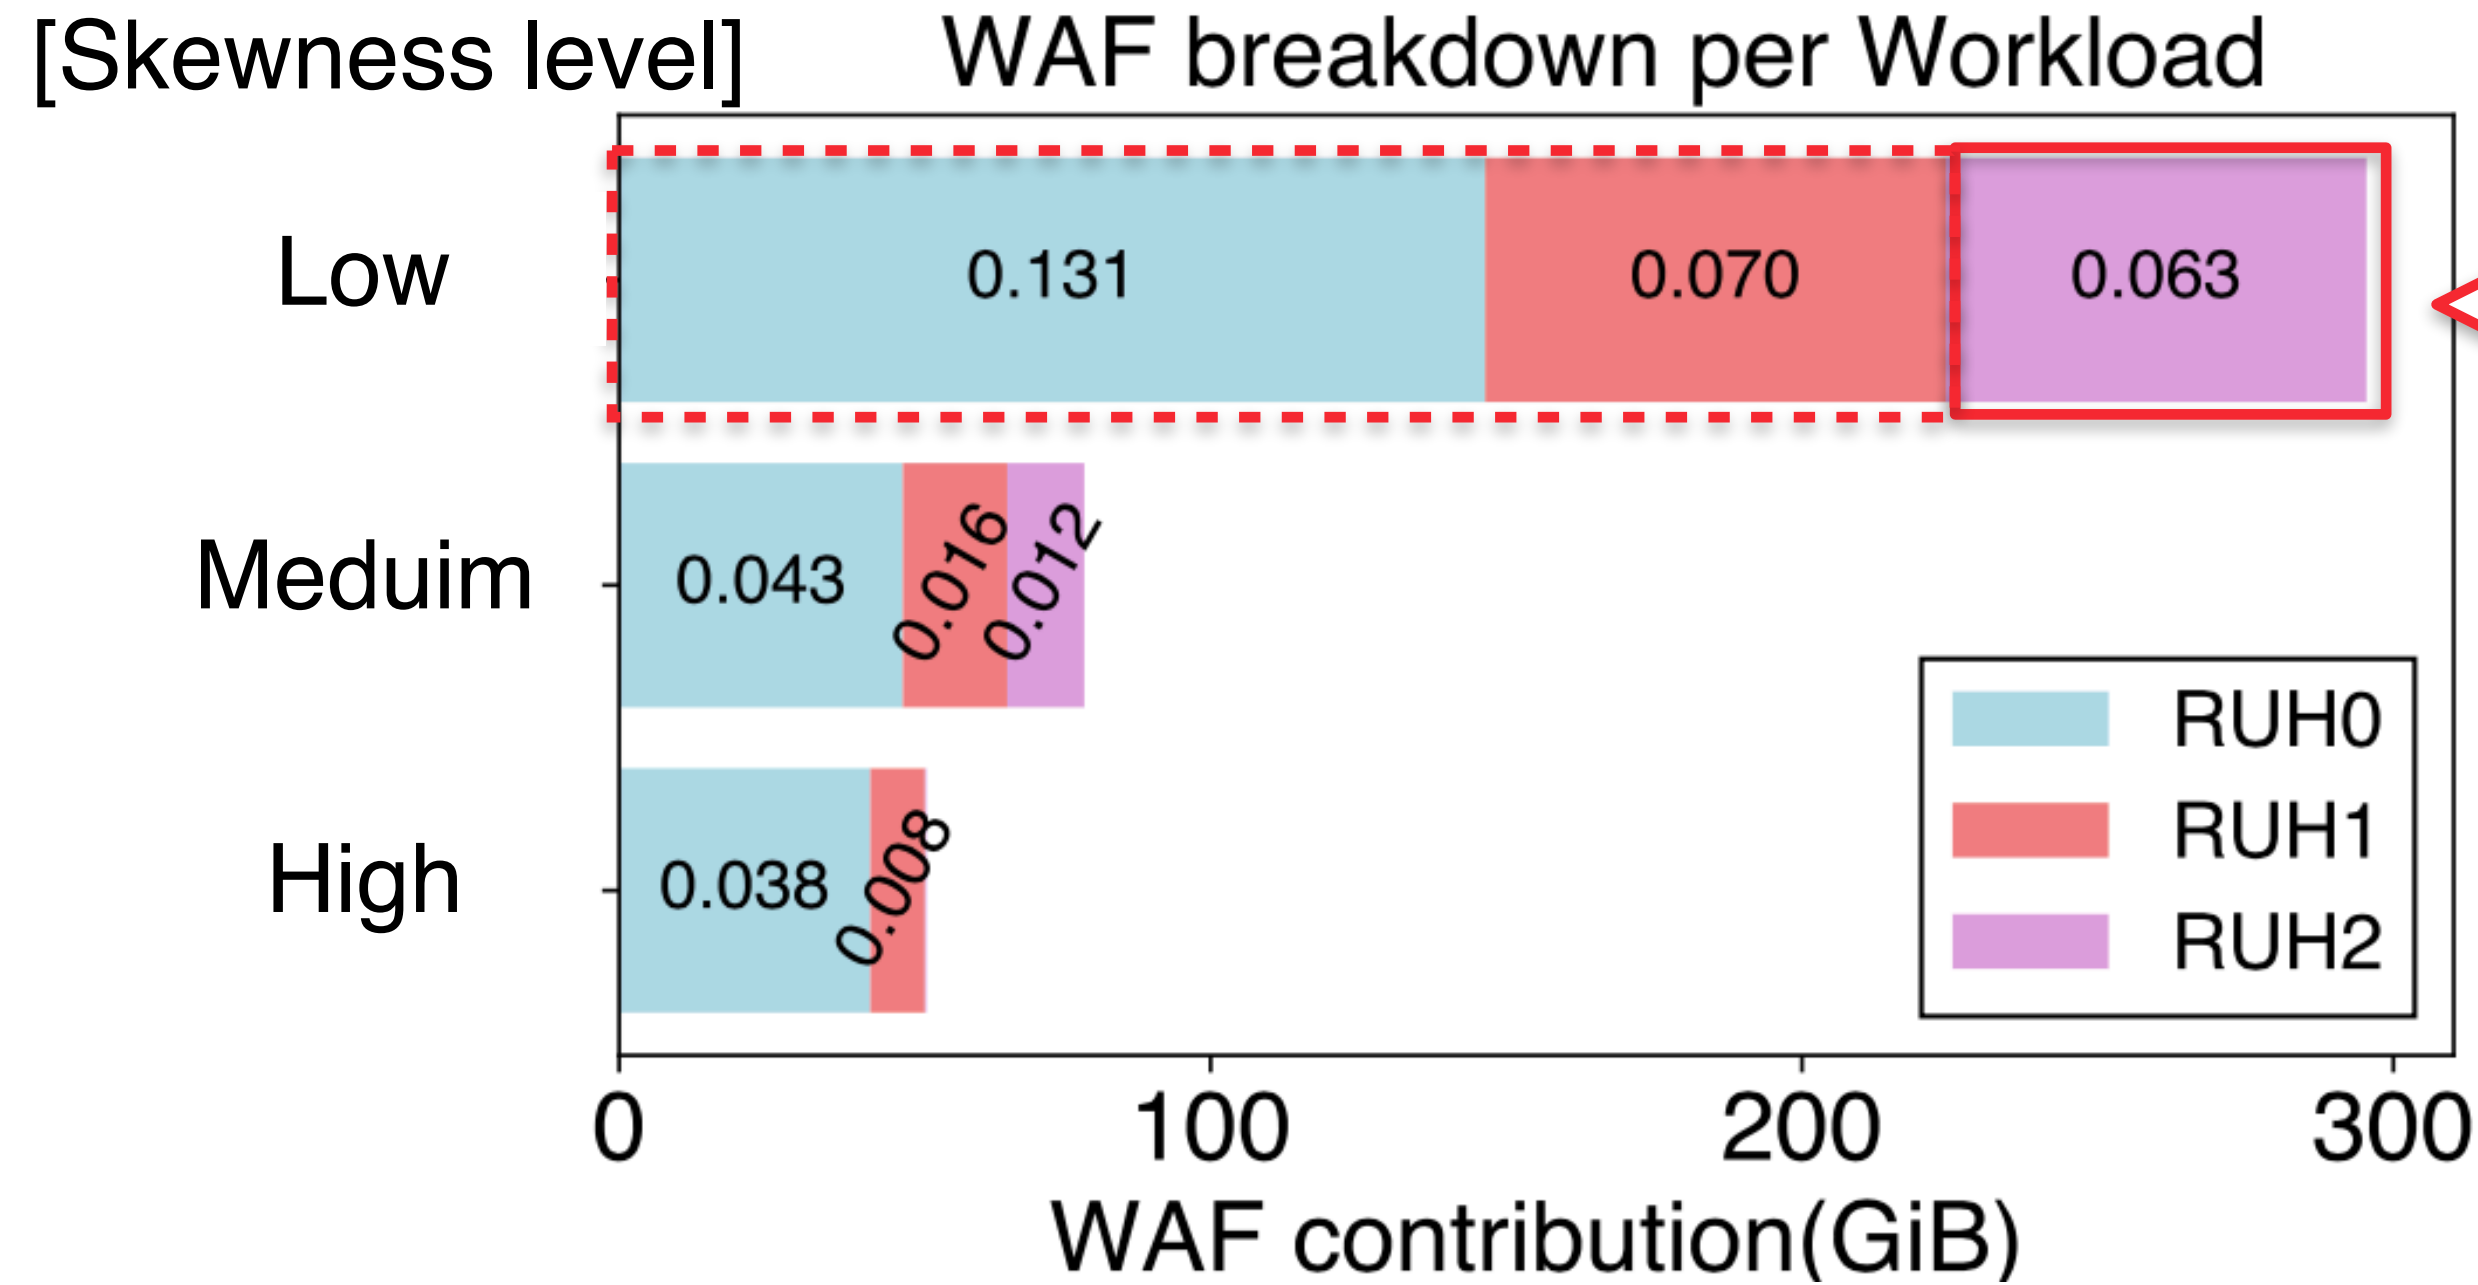 [Skewness level]
WAF breakdown per Workload
Low
0.131
0.070
0.063
Meduim
0.043
0.016
0.012
High
0.038
0.008
RUH0
RUH1
RUH2
0
100
200
300
WAF contribution(GiB)